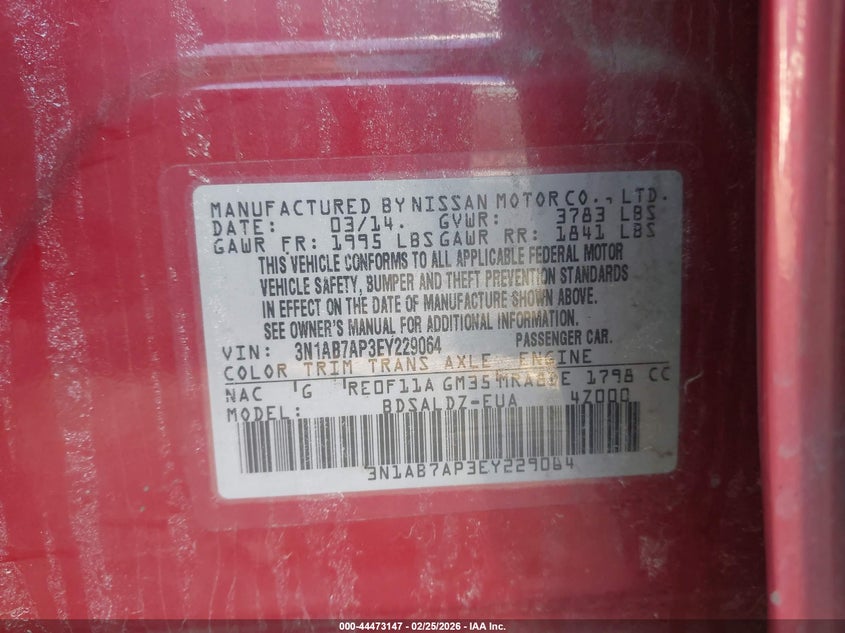 MANUFACTURED BY NISSAN MOTOR CO., LTD.
DATE: 03/14. GVWR: 3783 LBS
GAWR FR: 1995 LBS GAWR RR: 1841 LBS
THIS VEHICLE CONFORMS TO ALL APPLICABLE FEDERAL MOTOR
VEHICLE SAFETY, BUMPER AND THEFT PREVENTION STANDARDS
IN EFFECT ON THE DATE OF MANUFACTURE SHOWN ABOVE.
SEE OWNER'S MANUAL FOR ADDITIONAL INFORMATION.
VIN: 3N1AB7AP3EY229064 PASSENGER CAR.
COLOR TRIM TRANS AXLE ENGINE
NAC G RE0F11A GM35 MRA8DE 1798 CC
MODEL: BDSALDZ-EUA 4Z000
3N1AB7AP3EY229064
000-44473147 | 02/25/2026 - IAA Inc.